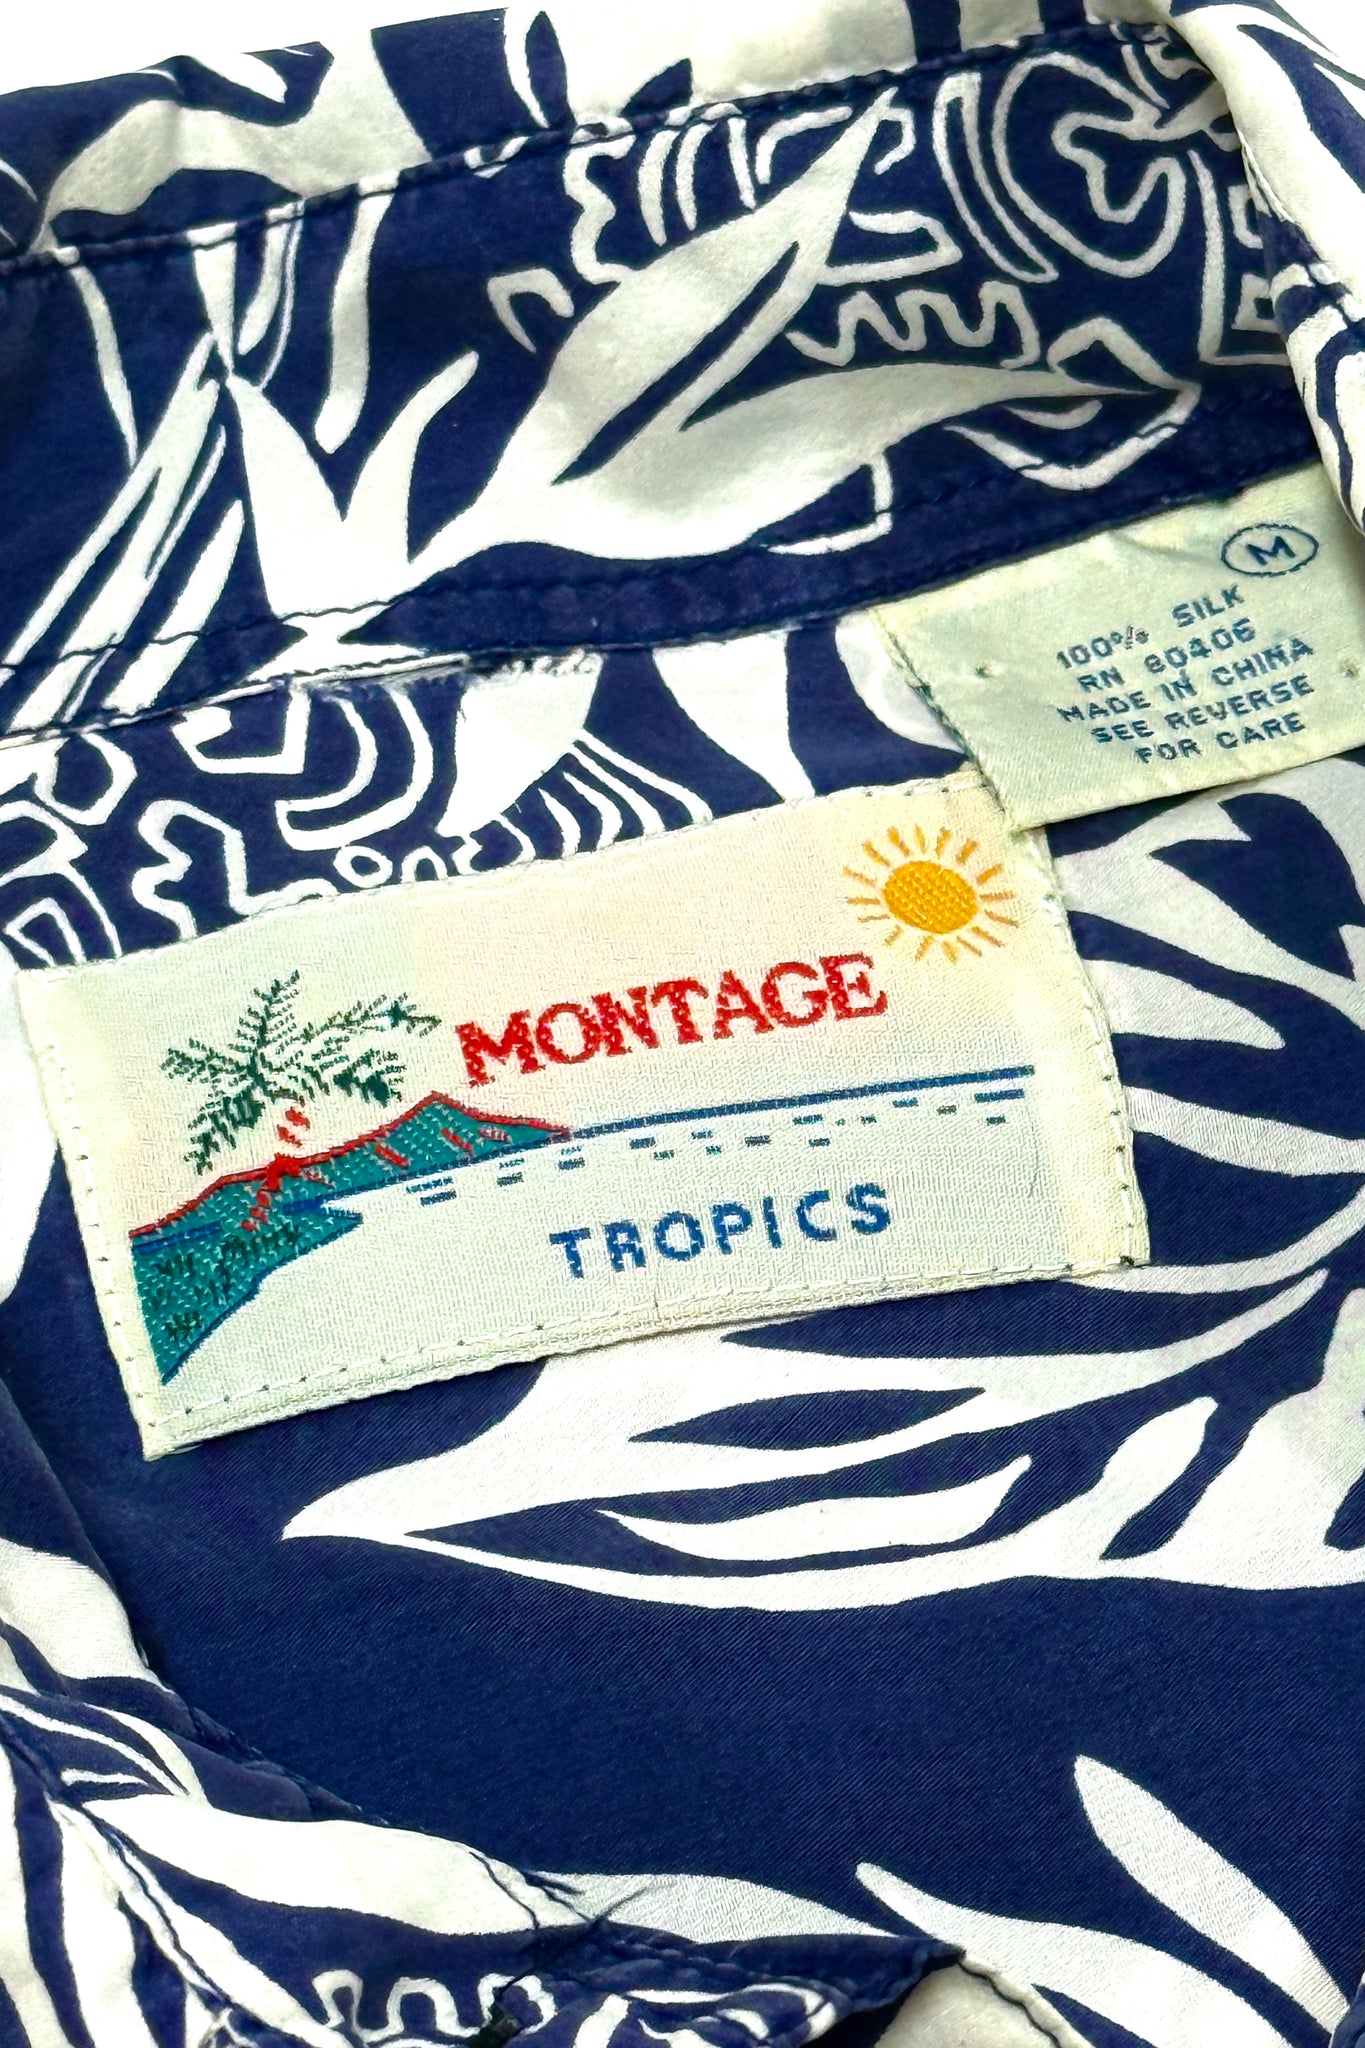 M
100% SILK
RN 80406
MADE IN CHINA
SEE REVERSE
FOR CARE
MONTAGE
TROPICS